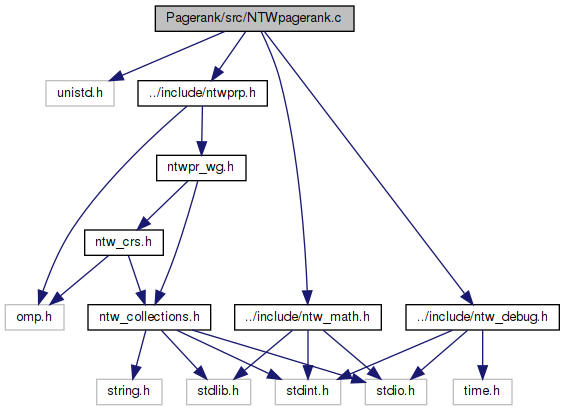 Pagerank/src/NTWpagerank.c
unistd.h
../include/ntwprp.h
ntwpr_wg.h
ntw_crs.h
omp.h
ntw_collections.h
../include/ntw_math.h
../include/ntw_debug.h
string.h
stdlib.h
stdint.h
stdio.h
time.h